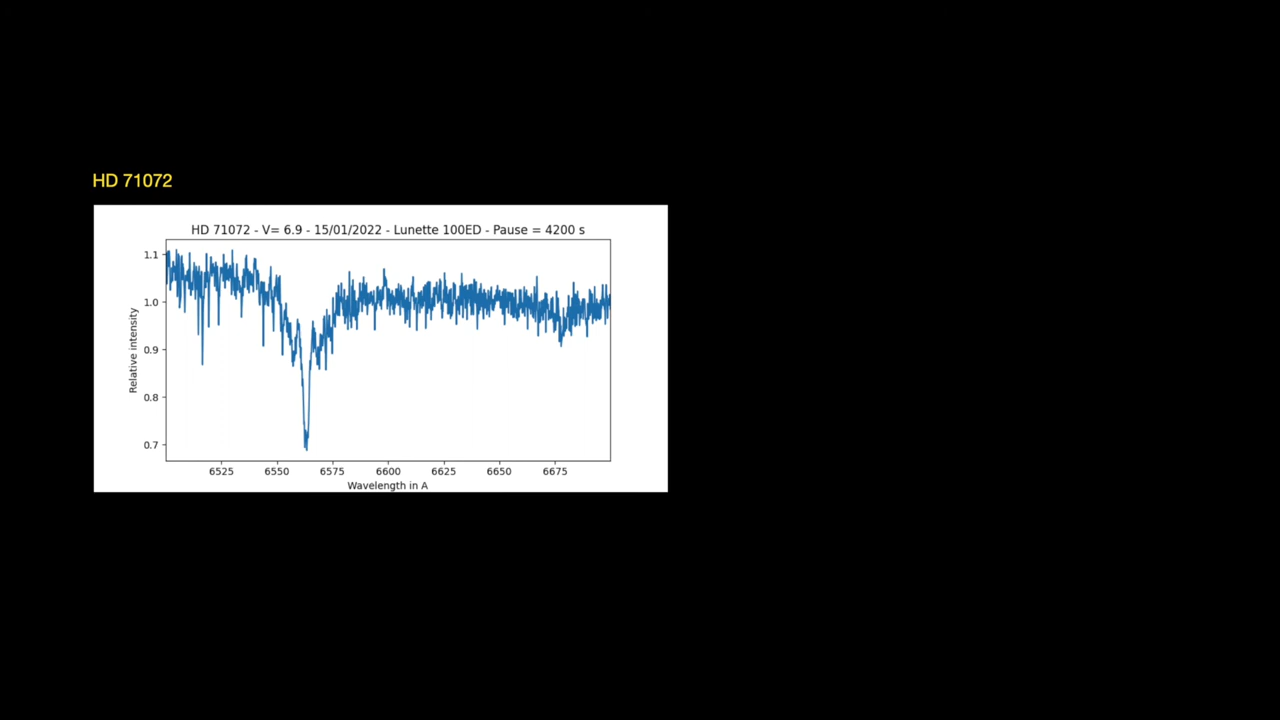 HD 71072
HD 71072 - V= 6.9 - 15/01/2022 - Lunette 100ED - Pause = 4200 s
1.1
1.0
0.9
0.8
0.7
Relative intensity
6525 6550 6575 6600 6625 6650 6675
Wavelength in A